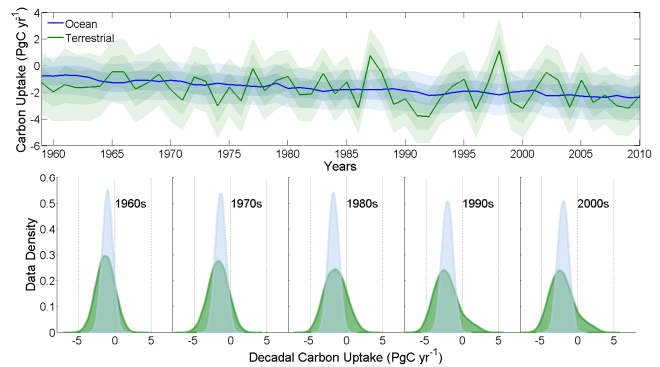 Carbon Uptake (PgC yr-1)
4
2
0
-2
-4
-6
Ocean
Terrestrial
1960 1965 1970 1975 1980 1985 1990 1995 2000 2005 2010
Years
Data Density
0.6
0.5
0.4
0.3
0.2
0.1
0
1960s 1970s 1980s 1990s 2000s
-5 0 5 -5 0 5 -5 0 5 -5 0 5 -5 0 5
Decadal Carbon Uptake (PgC yr-1)